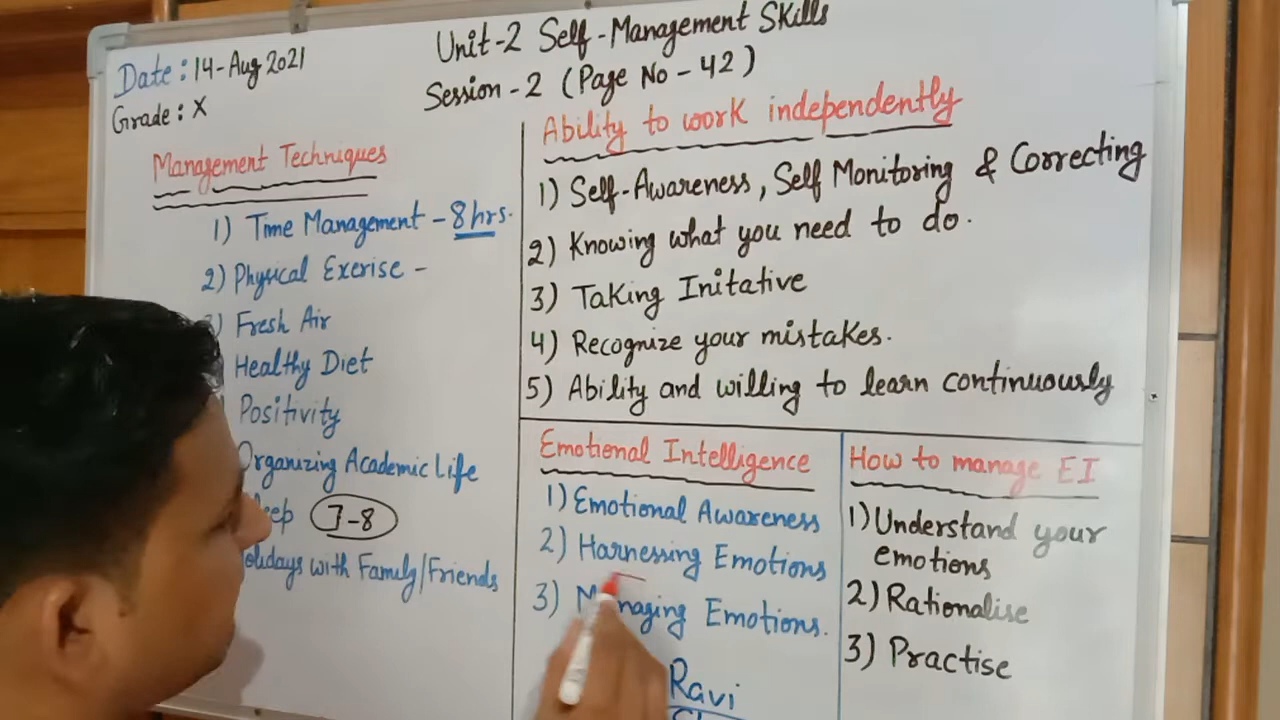 Unit-2 Self-Management Skills
Session-2 (Page No-42)
Date: 14-Aug 2021
Grade: X
Management Techniques
1) Time Management - 8 hrs.
2) Physical Exerise -
) Fresh Air
Healthy Diet
Positivity
Organizing Academic Life
eep 7-8
olidays with Family/Friends
Ability to work independently
1) Self-Awareness, Self Monitoring & Correcting
2) Knowing what you need to do.
3) Taking Initative
4) Recognize your mistakes.
5) Ability and willing to learn continuously
Emotional Intelligence
1) Emotional Awareness
2) Harnessing Emotions
3) Managing Emotions.
Ravi
How to manage EI
1) Understand your
emotions
2) Rationalise
3) Practise